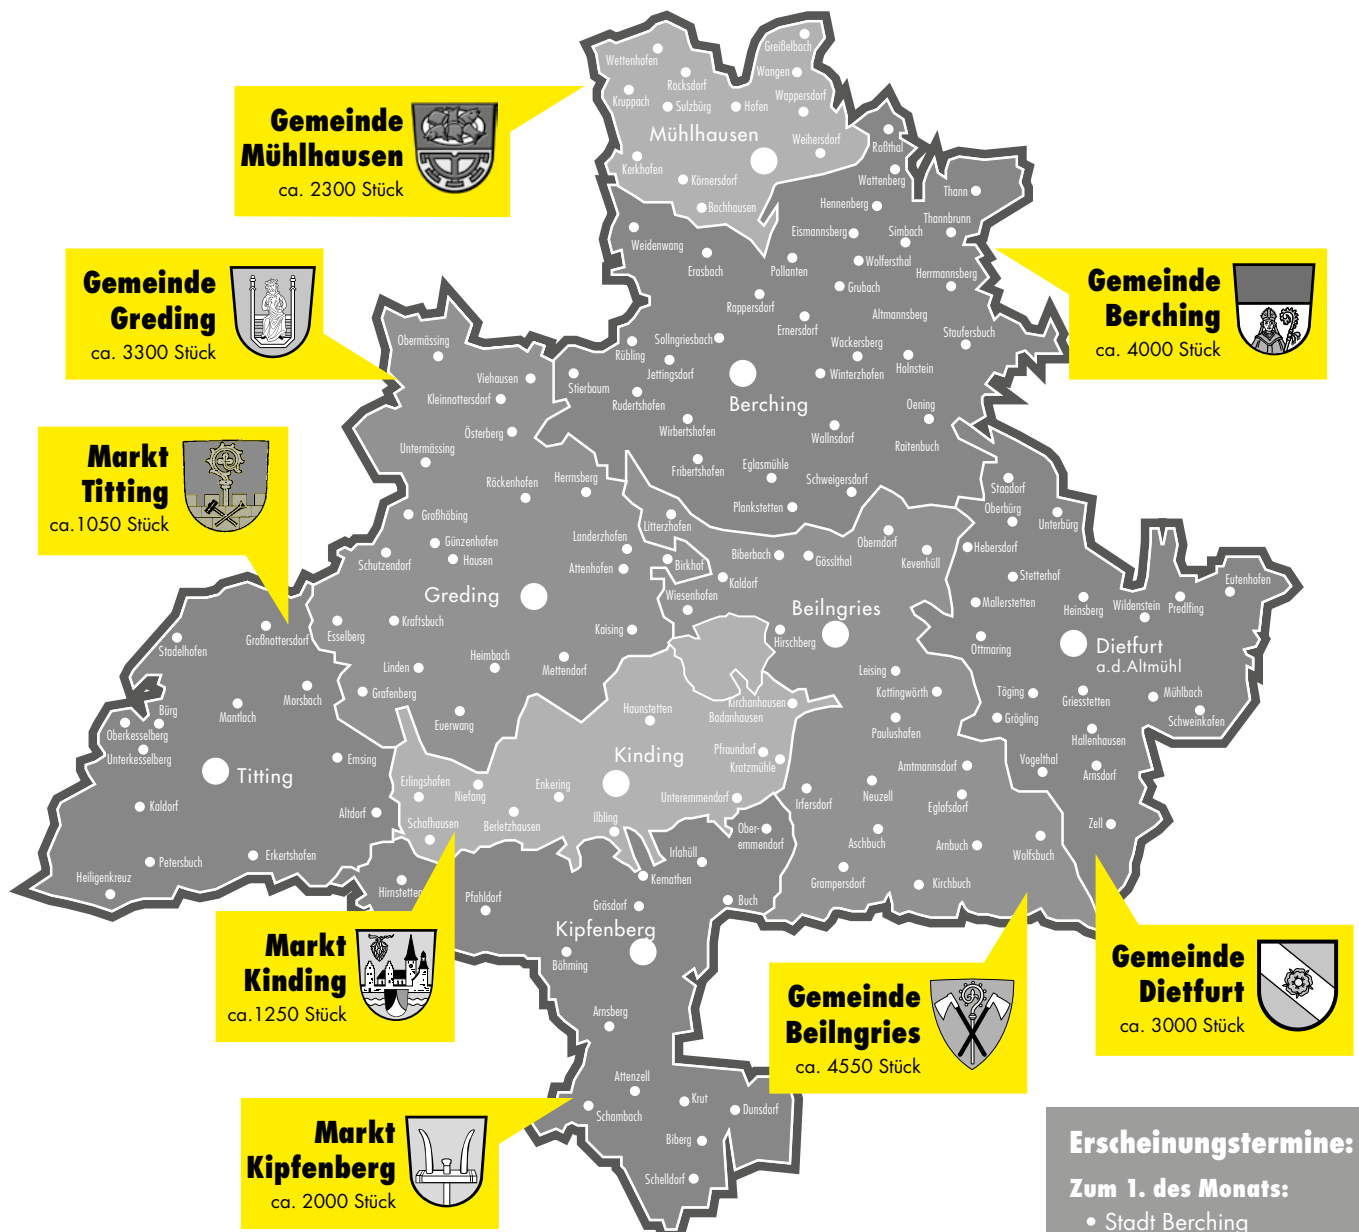 Gemeinde
Mühlhausen
ca. 2300 Stück
Gemeinde
Greding
ca. 3300 Stück
Markt
Titting
ca.1050 Stück
Gemeinde
Berching
ca. 4000 Stück
Markt
Kinding
ca.1250 Stück
Markt
Kipfenberg
ca. 2000 Stück
Gemeinde
Beilngries
ca. 4550 Stück
Gemeinde
Dietfurt
ca. 3000 Stück
Wettenhofen
Greißelbach
Rocksdorf
Wangen
Kruppach
Sulzbürg
Hofen
Wappersdorf
Mühlhausen
Weihersdorf
Kerkhofen
Körnersdorf
Bachhausen
Roßthal
Wattenberg
Thann
Hennenberg
Thannbrunn
Weidenwang
Eismannsberg
Simbach
Erasbach
Pollanten
Wolfersthal
Herrmannsberg
Grubach
Rappersdorf
Ernersdorf
Altmannsberg
Sollngriesbach
Staufersbuch
Rübling
Wackersberg
Holnstein
Jettingsdorf
Winterzhofen
Stierbaum
Rudertshofen
Berching
Oening
Wirbertshofen
Wallnsdorf
Raitenbuch
Fribertshofen
Eglasmühle
Schweigersdorf
Plankstetten
Obermässing
Viehausen
Kleinnottersdorf
Österberg
Untermässing
Röckenhofen
Herrnsberg
Großhöbing
Günzenhofen
Landerzhofen
Schutzendorf
Hausen
Attenhofen
Greding
Kraftsbuch
Esselberg
Kaising
Linden
Heimbach
Mettendorf
Grafenberg
Euerwang
Litterzhofen
Birkhof
Biberbach
Gösslthal
Oberndorf
Kevenhüll
Kaldorf
Wiesenhofen
Beilngries
Hirschberg
Leising
Kottingwörth
Paulushofen
Amtmannsdorf
Irfersdorf
Neuzell
Eglofsdorf
Aschbuch
Arnbuch
Wolfsbuch
Grampersdorf
Kirchbuch
Staadorf
Oberbürg
Unterbürg
Hebersdorf
Stetterhof
Eutenhofen
Mallerstetten
Heinsberg
Wildenstein
Predlfing
Ottmaring
Dietfurt
a.d.Altmühl
Töging
Griesstetten
Mühlbach
Grögling
Schweinkofen
Hallenhausen
Vogelthal
Arnsdorf
Zell
Stadelhofen
Großnottersdorf
Morsbach
Mantlach
Bürg
Oberkesselberg
Unterkesselberg
Titting
Emsing
Kaldorf
Altdorf
Petersbuch
Erkertshofen
Heiligenkreuz
Haunstetten
Kirchanhausen
Badanhausen
Kinding
Pfraundorf
Kratzmühle
Erlingshofen
Niefang
Enkering
Unteremmendorf
Schafhausen
Berletzhausen
Ilbling
Ober-
emmendorf
Irlahüll
Hirnstetten
Kemathen
Pfahldorf
Grösdorf
Buch
Kipfenberg
Böhming
Arnsberg
Attenzell
Krut
Schambach
Dunsdorf
Biberg
Schelldorf
Erscheinungstermine:
Zum 1. des Monats:
• Stadt Berching